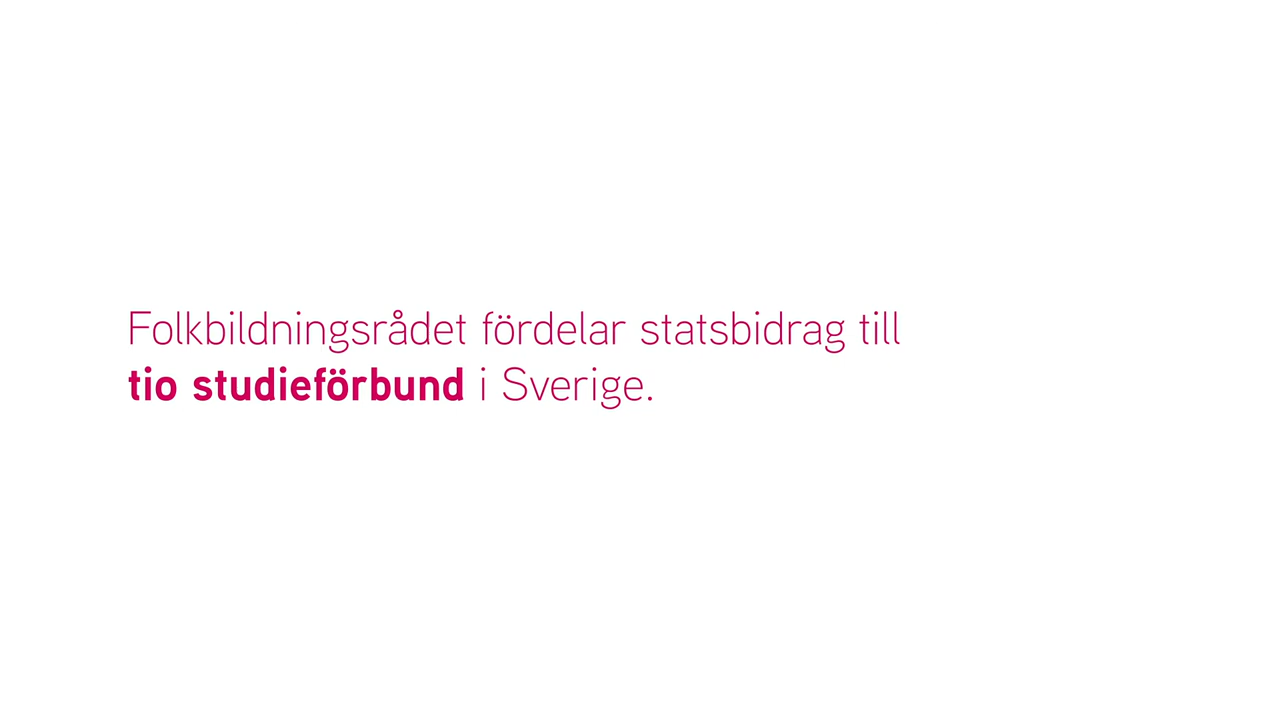 Folkbildningsrådet fördelar statsbidrag till
tio studieförbund i Sverige.